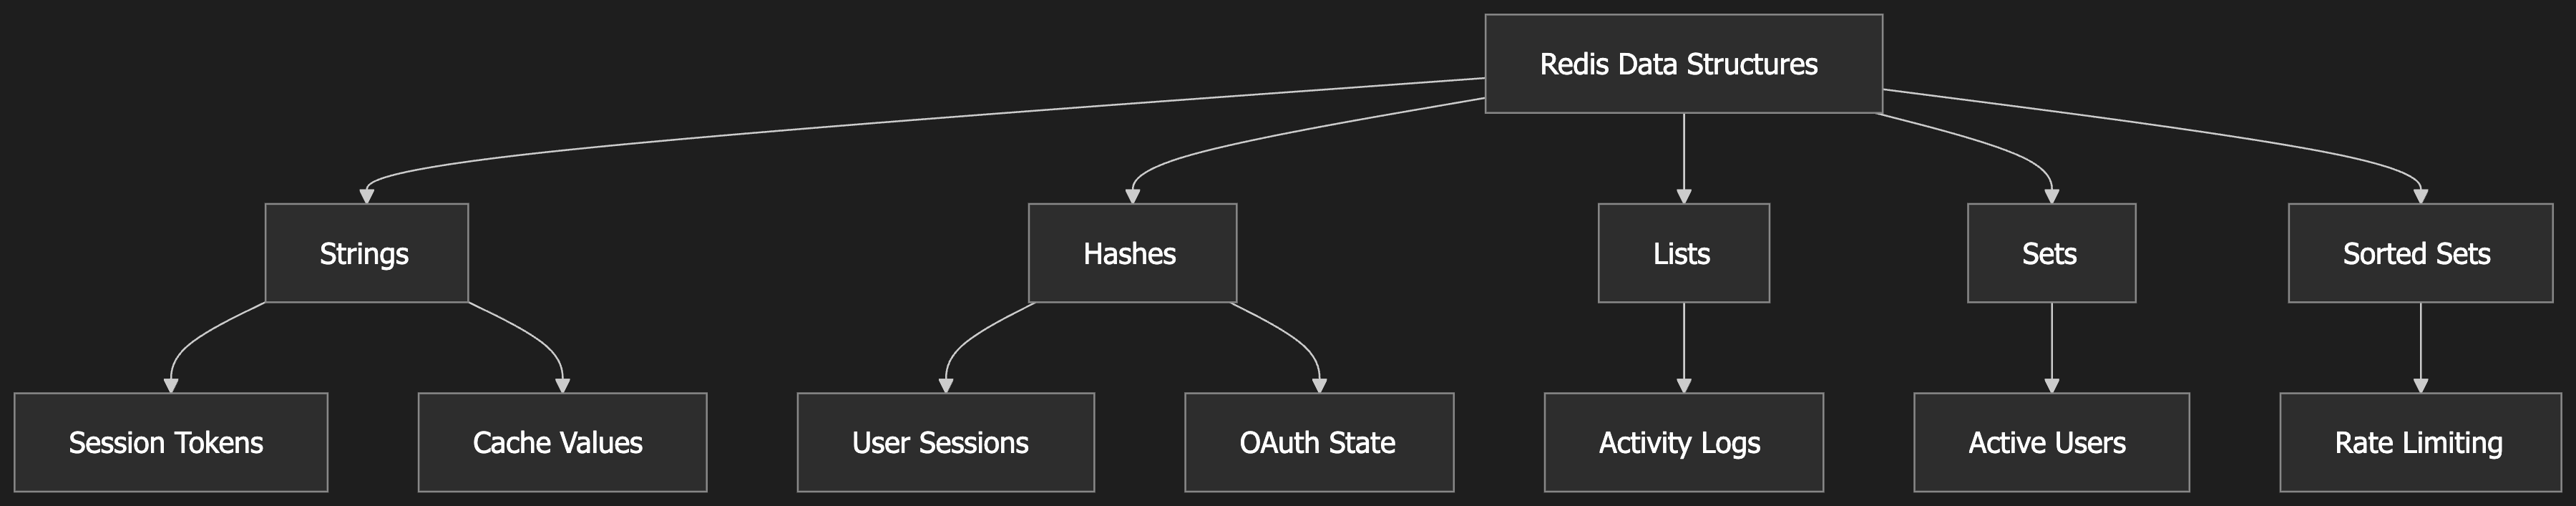 Redis Data Structures
Strings
Hashes
Lists
Sets
Sorted Sets
Session Tokens
Cache Values
User Sessions
OAuth State
Activity Logs
Active Users
Rate Limiting